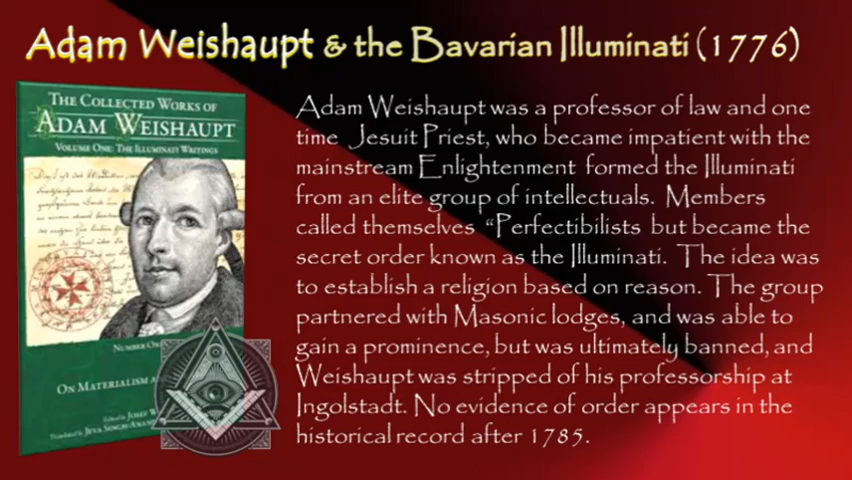 Adam Weishaupt & the Bavarian Illuminati (1776)
THE COLLECTED WORKS OF
ADAM WEISHAUPT
VOLUME ONE: THE ILLUMINATI WRITINGS
NUMBER
ON MATERIALISM
Adam Weishaupt was a professor of law and one
time Jesuit Priest, who became impatient with the
mainstream Enlightenment formed the Illuminati
from an elite group of intellectuals. Members
called themselves “Perfectibilists but became the
secret order known as the Illuminati. The idea was
to establish a religion based on reason. The group
partnered with Masonic lodges, and was able to
gain a prominence, but was ultimately banned, and
Weishaupt was stripped of his professorship at
Ingolstadt. No evidence of order appears in the
historical record after 1785.